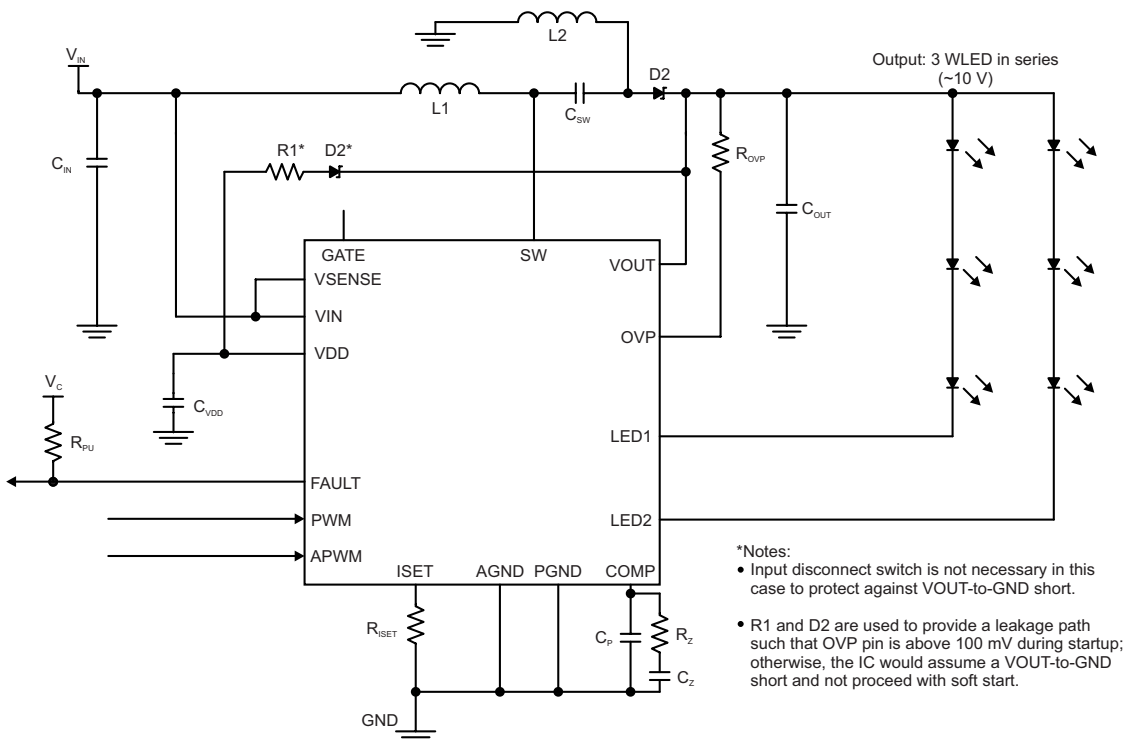 L2
V_IN
D2
Output: 3 WLED in series
(~10 V)
L1
C_SW
R1*
D2*
R_OVP
C_IN
C_OUT
GATE
SW
VOUT
VSENSE
VIN
OVP
VDD
V_C
C_VDD
R_PU
LED1
FAULT
PWM
LED2
APWM
ISET
AGND
PGND
COMP
R_ISET
C_P
R_Z
C_Z
GND
*Notes:
• Input disconnect switch is not necessary in this
case to protect against VOUT-to-GND short.
• R1 and D2 are used to provide a leakage path
such that OVP pin is above 100 mV during startup;
otherwise, the IC would assume a VOUT-to-GND
short and not proceed with soft start.